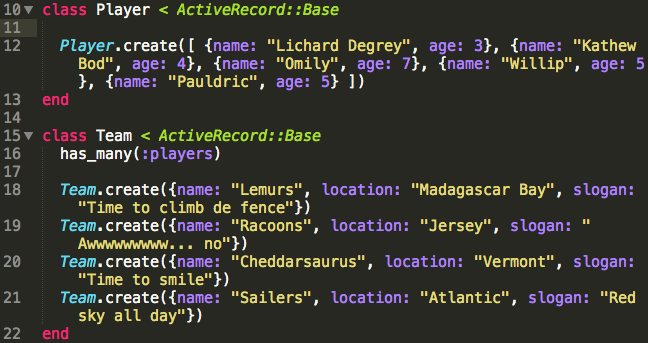 10 class Player < ActiveRecord::Base
11
12 Player.create([ {name: "Lichard Degrey", age: 3}, {name: "Kathew
Bod", age: 4}, {name: "Omily", age: 7}, {name: "Willip", age: 5
}, {name: "Pauldric", age: 5} ])
13 end
14
15 class Team < ActiveRecord::Base
16 has_many(:players)
17
18 Team.create({name: "Lemurs", location: "Madagascar Bay", slogan:
"Time to climb de fence"})
19 Team.create({name: "Racoons", location: "Jersey", slogan: "
Awwwwwwwww... no"})
20 Team.create({name: "Cheddarsaurus", location: "Vermont", slogan:
"Time to smile"})
21 Team.create({name: "Sailers", location: "Atlantic", slogan: "Red
sky all day"})
22 end